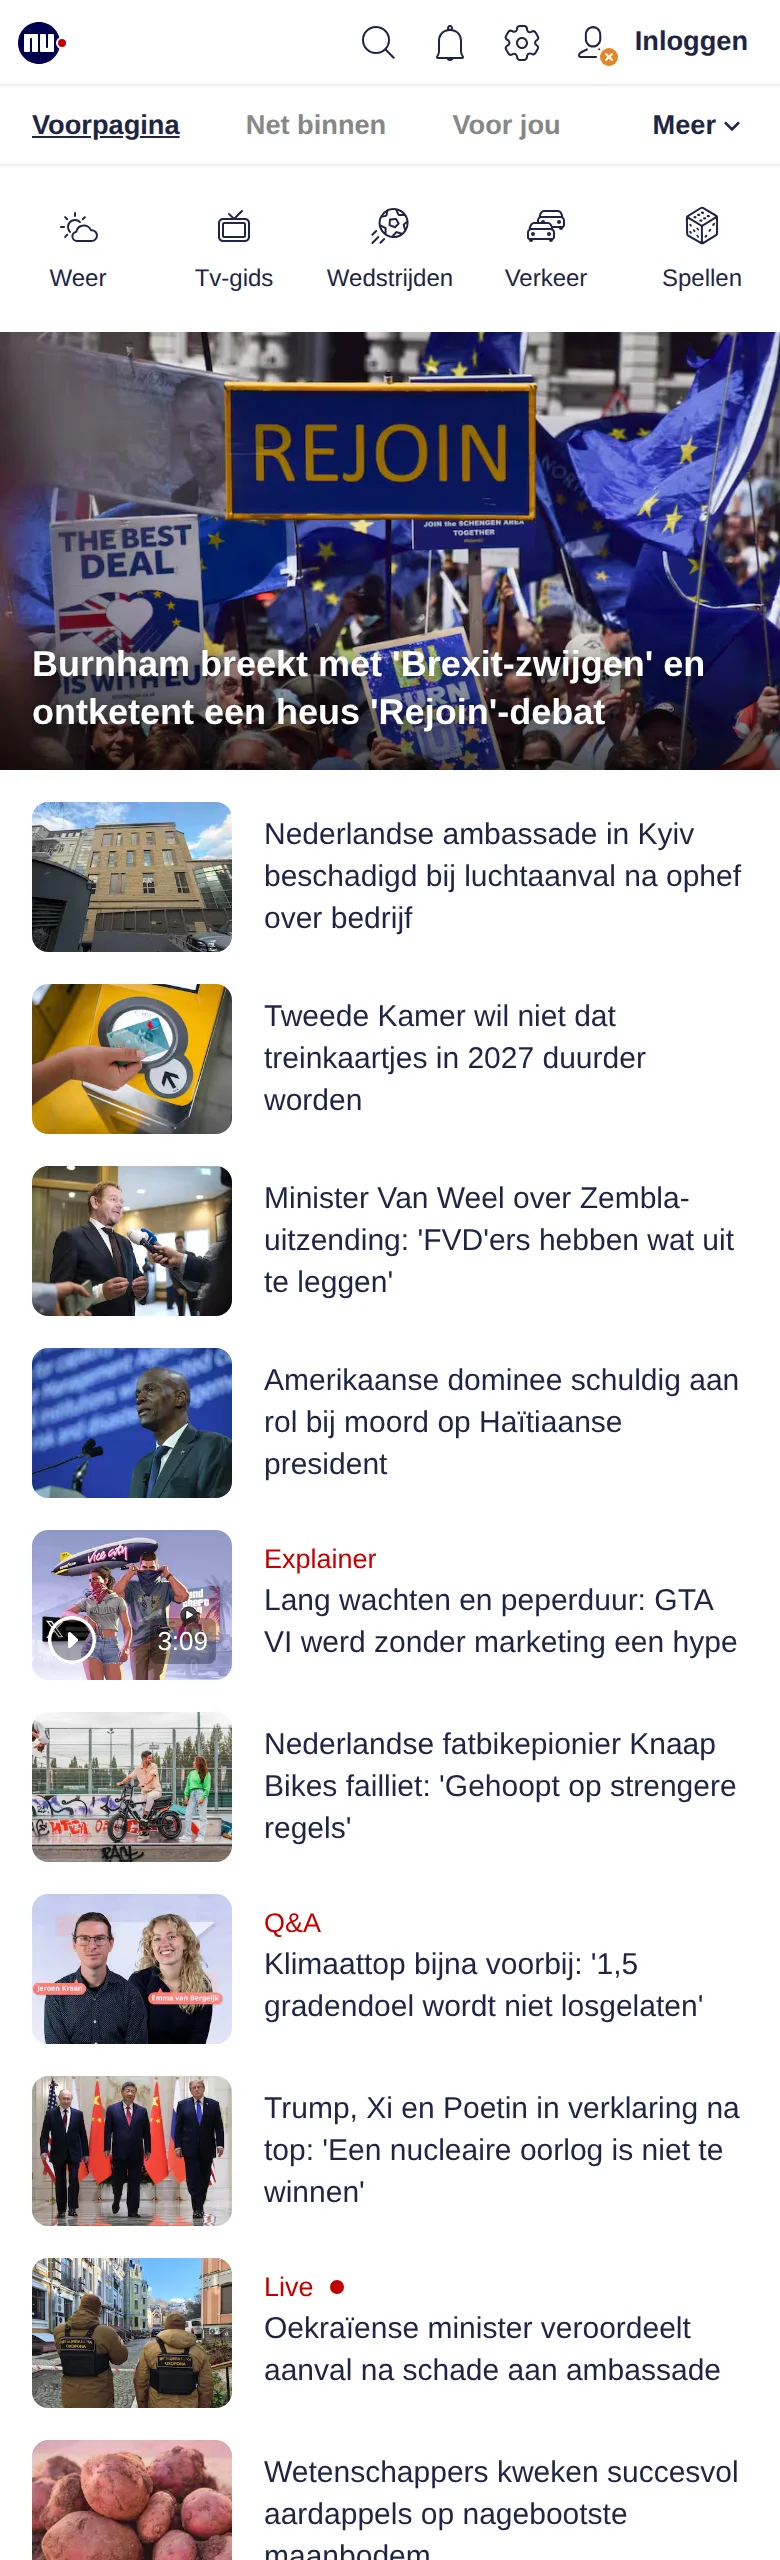 nu
Inloggen
Voorpagina
Net binnen
Voor jou
Meer
Weer
Tv-gids
Wedstrijden
Verkeer
Spellen
REJOIN
THE BEST
DEAL
JOIN the SCHENGEN AREA
TOGETHER
Burnham breekt met 'Brexit-zwijgen' en
ontketent een heus 'Rejoin'-debat
Nederlandse ambassade in Kyiv
beschadigd bij luchtaanval na ophef
over bedrijf
Tweede Kamer wil niet dat
treinkaartjes in 2027 duurder
worden
Minister Van Weel over Zembla-
uitzending: 'FVD'ers hebben wat uit
te leggen'
Amerikaanse dominee schuldig aan
rol bij moord op Haïtiaanse
president
Vice City
3:09
Explainer
Lang wachten en peperduur: GTA
VI werd zonder marketing een hype
Nederlandse fatbikepionier Knaap
Bikes failliet: 'Gehoopt op strengere
regels'
Jeroen Kraan
Emma van Bergeijk
Q&A
Klimaattop bijna voorbij: '1,5
gradendoel wordt niet losgelaten'
Trump, Xi en Poetin in verklaring na
top: 'Een nucleaire oorlog is niet te
winnen'
Live
Oekraïense minister veroordeelt
aanval na schade aan ambassade
Wetenschappers kweken succesvol
aardappels op nagebootste
maanbodem